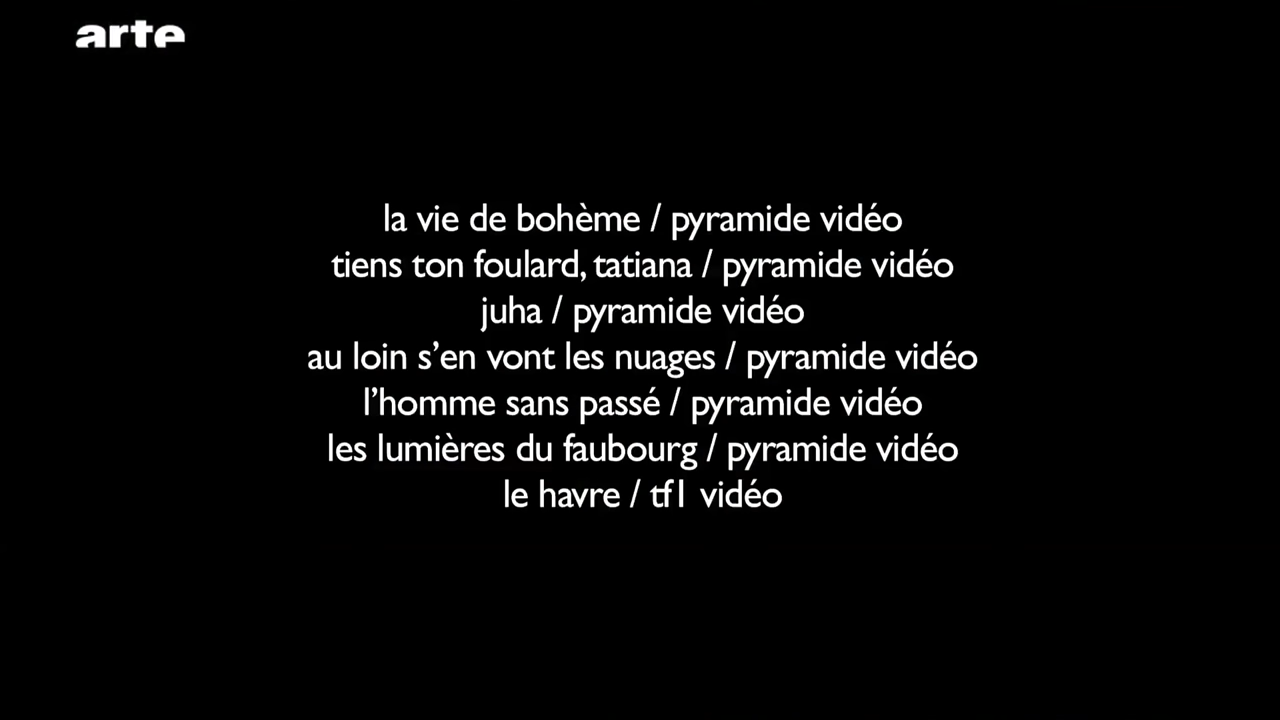 arte
la vie de bohème / pyramide vidéo
tiens ton foulard, tatiana / pyramide vidéo
juha / pyramide vidéo
au loin s’en vont les nuages / pyramide vidéo
l’homme sans passé / pyramide vidéo
les lumières du faubourg / pyramide vidéo
le havre / tf1 vidéo